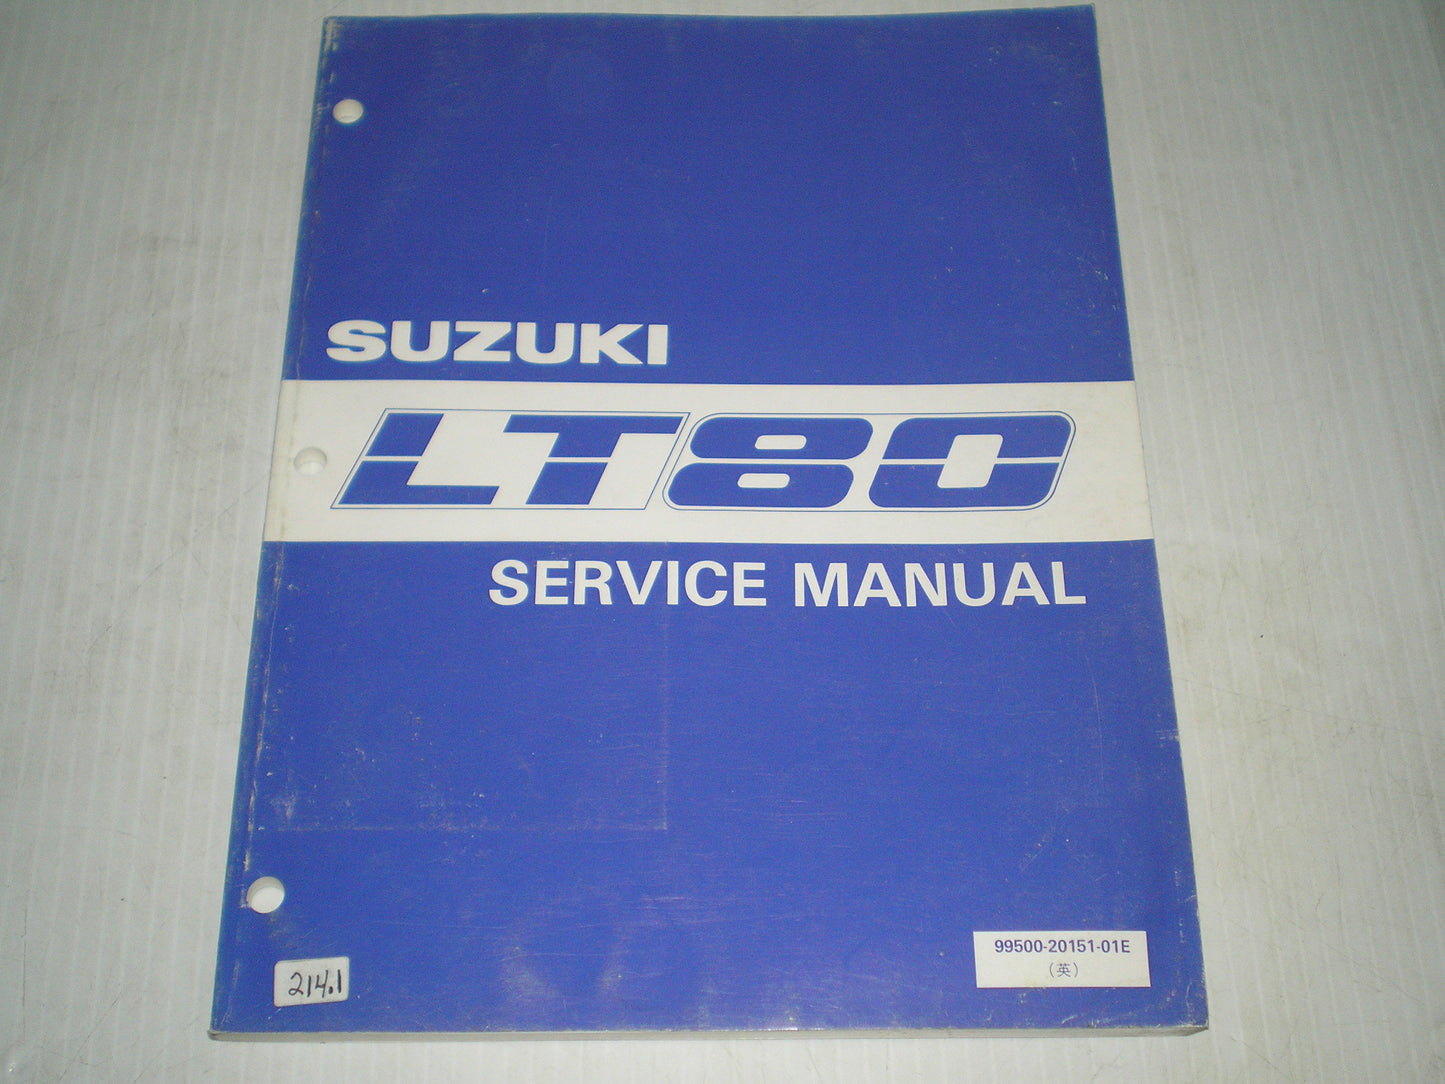 SUZUKI
LT80
SERVICE MANUAL
99500-20151-01E
(英)
214.1